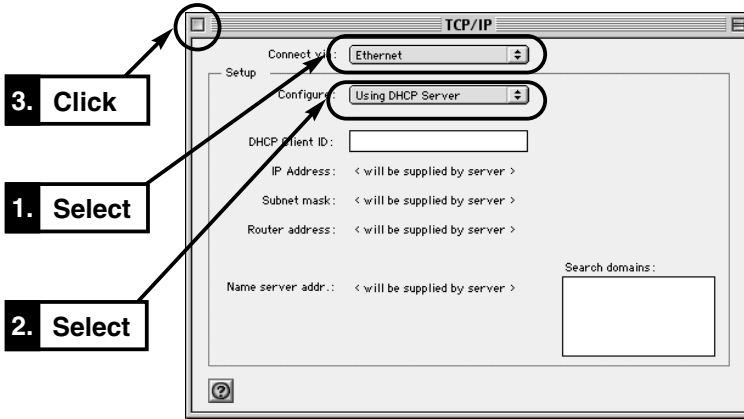 TCP/IP
Connect via: Ethernet
Setup
Configure: Using DHCP Server
3. Click
DHCP Client ID:
IP Address: < will be supplied by server >
1. Select
Subnet mask: < will be supplied by server >
Router address: < will be supplied by server >
Search domains:
Name server addr.: < will be supplied by server >
2. Select
?